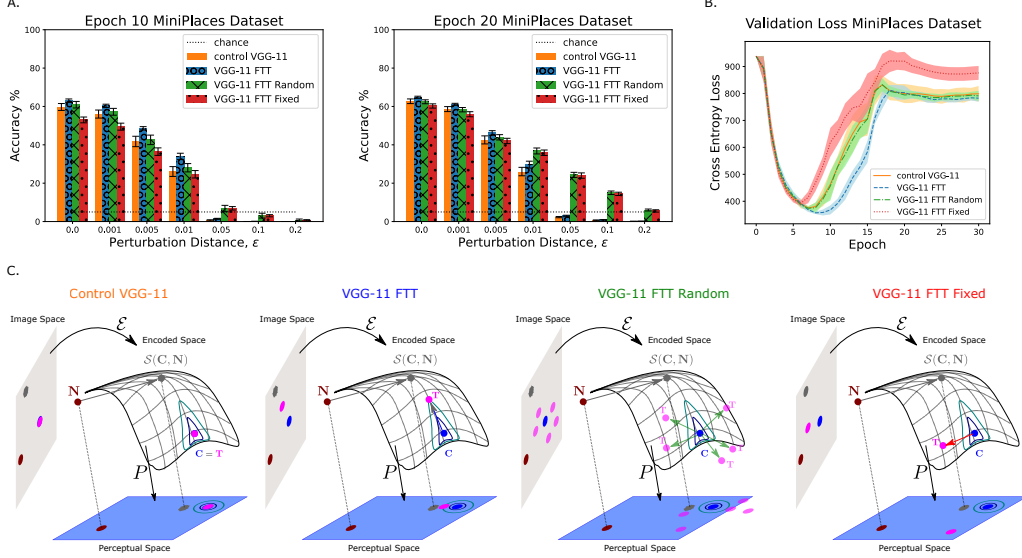 A.
Epoch 10 MiniPlaces Dataset
100
80
60
40
20
0
Accuracy %
chance
control VGG-11
VGG-11 FTT
VGG-11 FTT Random
VGG-11 FTT Fixed
0.0 0.001 0.005 0.01 0.05 0.1 0.2
Perturbation Distance, ε
Epoch 20 MiniPlaces Dataset
100
80
60
40
20
0
Accuracy %
chance
control VGG-11
VGG-11 FTT
VGG-11 FTT Random
VGG-11 FTT Fixed
0.0 0.001 0.005 0.01 0.05 0.1 0.2
Perturbation Distance, ε
B.
Validation Loss MiniPlaces Dataset
900
800
700
600
500
400
Cross Entropy Loss
control VGG-11
VGG-11 FTT
VGG-11 FTT Random
VGG-11 FTT Fixed
0 5 10 15 20 25 30
Epoch
C.
Control VGG-11
Image Space
ℰ
Encoded Space
𝒮(C, N)
N
C = T
P
Perceptual Space
VGG-11 FTT
Image Space
ℰ
Encoded Space
𝒮(C, N)
N
T
C
P
Perceptual Space
VGG-11 FTT Random
Image Space
ℰ
Encoded Space
𝒮(C, N)
N
T
T
T
T
T
C
P
Perceptual Space
VGG-11 FTT Fixed
Image Space
ℰ
Encoded Space
𝒮(C, N)
N
T
C
P
Perceptual Space